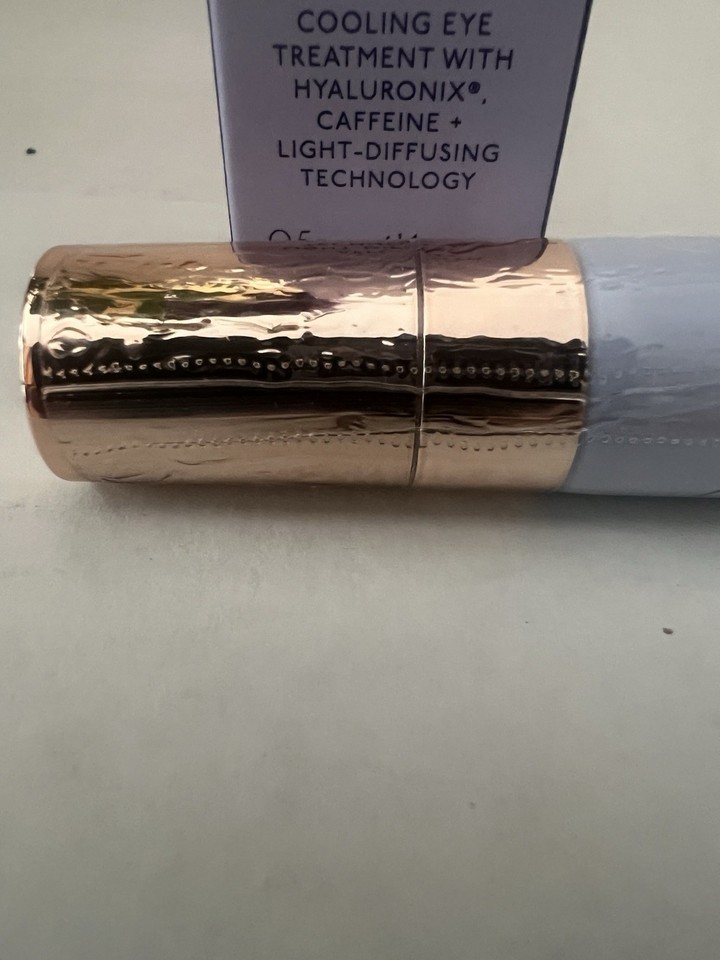 COOLING EYE
TREATMENT WITH
HYALURONIX®,
CAFFEINE +
LIGHT-DIFFUSING
TECHNOLOGY